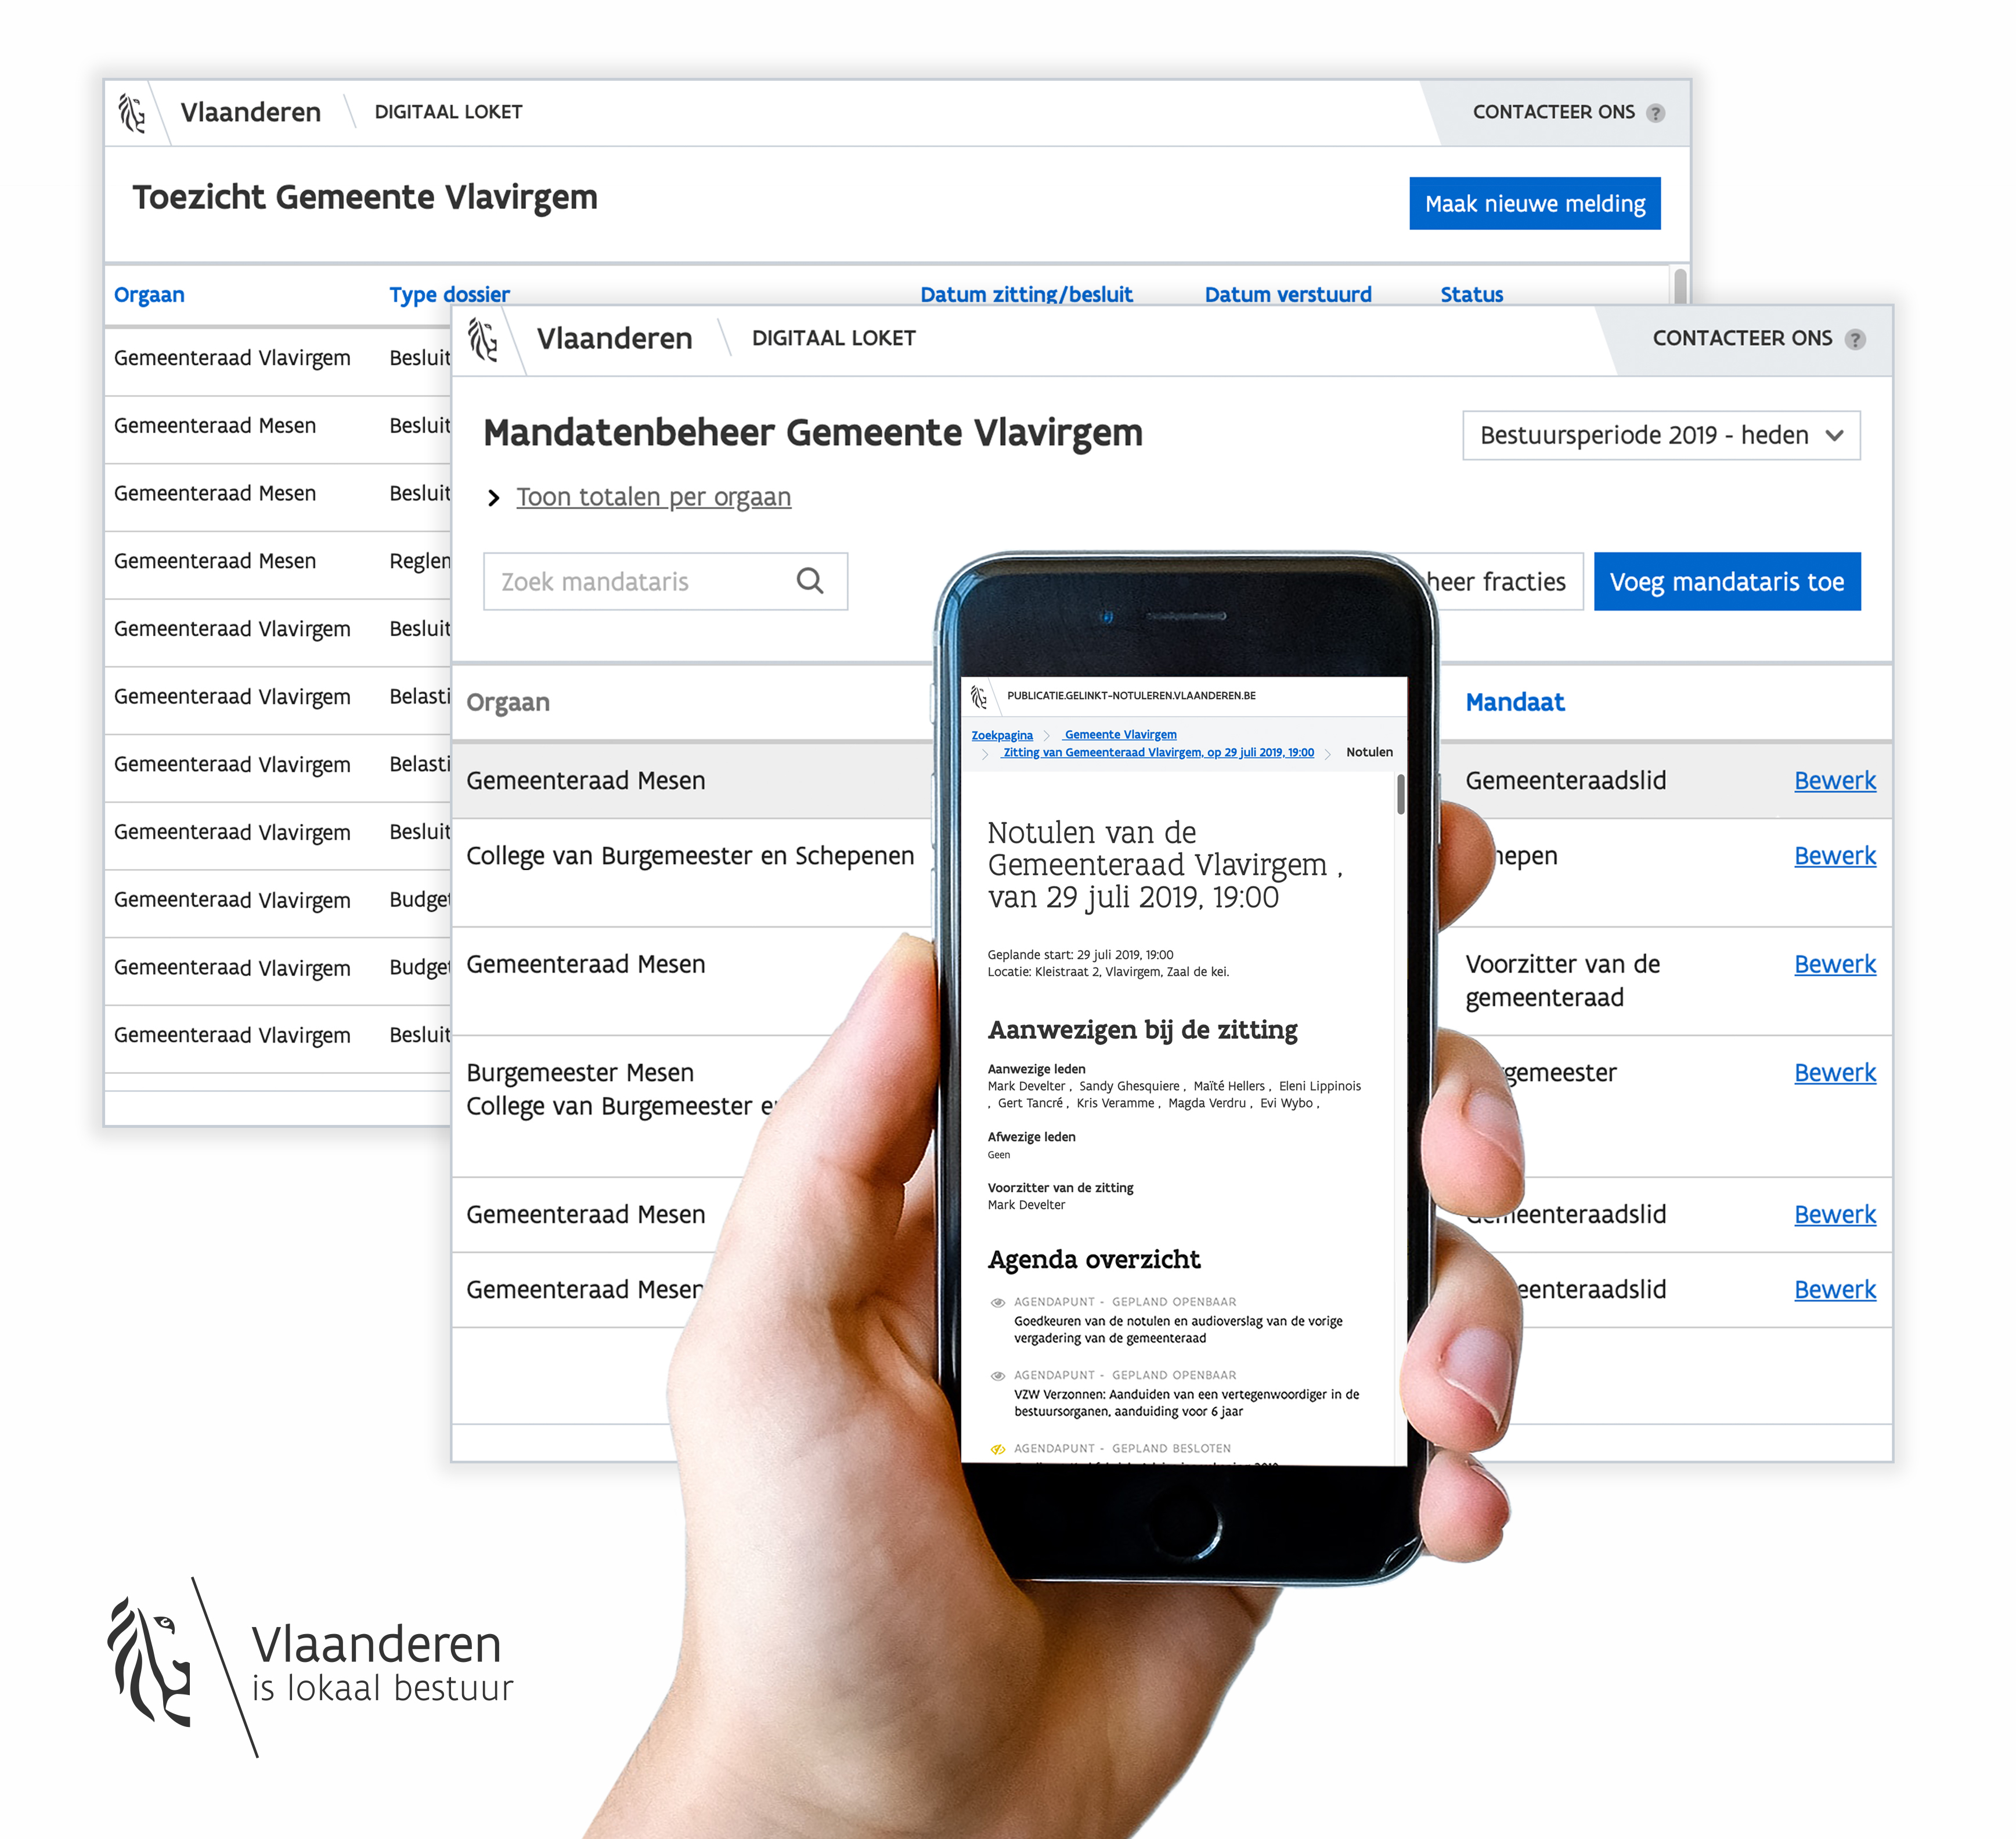 Vlaanderen DIGITAAL LOKET CONTACTEER ONS ?
Toezicht Gemeente Vlavirgem Maak nieuwe melding
Orgaan Type dossier Datum zitting/besluit Datum verstuurd Status
Gemeenteraad Vlavirgem Besluit
Gemeenteraad Mesen Besluit
Gemeenteraad Mesen Besluit
Gemeenteraad Mesen Reglem
Gemeenteraad Vlavirgem Besluit
Gemeenteraad Vlavirgem Belasti
Gemeenteraad Vlavirgem Belasti
Gemeenteraad Vlavirgem Besluit
Gemeenteraad Vlavirgem Budget
Gemeenteraad Vlavirgem Budget
Gemeenteraad Vlavirgem Besluit
Vlaanderen DIGITAAL LOKET CONTACTEER ONS ?
Mandatenbeheer Gemeente Vlavirgem Bestuursperiode 2019 - heden
Toon totalen per orgaan
Zoek mandataris heer fracties Voeg mandataris toe
Orgaan Mandaat
Gemeenteraad Mesen Gemeenteraadslid Bewerk
College van Burgemeester en Schepenen hepen Bewerk
Gemeenteraad Mesen Voorzitter van de Bewerk
gemeenteraad
Burgemeester Mesen gemeester Bewerk
College van Burgemeester e
Gemeenteraad Mesen Gemeenteraadslid Bewerk
Gemeenteraad Mesen eenteraadslid Bewerk
PUBLICATIE.GELINKT-NOTULEREN.VLAANDEREN.BE
Zoekpagina Gemeente Vlavirgem
Zitting van Gemeenteraad Vlavirgem, op 29 juli 2019, 19:00 Notulen
Notulen van de
Gemeenteraad Vlavirgem ,
van 29 juli 2019, 19:00
Geplande start: 29 juli 2019, 19:00
Locatie: Kleistraat 2, Vlavirgem, Zaal de kei.
Aanwezigen bij de zitting
Aanwezige leden
Mark Develter , Sandy Ghesquiere , Maïté Hellers , Eleni Lippinois
, Gert Tancré , Kris Veramme , Magda Verdru , Evi Wybo ,
Afwezige leden
Geen
Voorzitter van de zitting
Mark Develter
Agenda overzicht
AGENDAPUNT - GEPLAND OPENBAAR
Goedkeuren van de notulen en audioverslag van de vorige
vergadering van de gemeenteraad
AGENDAPUNT - GEPLAND OPENBAAR
VZW Verzonnen: Aanduiden van een vertegenwoordiger in de
bestuursorganen, aanduiding voor 6 jaar
AGENDAPUNT - GEPLAND BESLOTEN
Vlaanderen
is lokaal bestuur